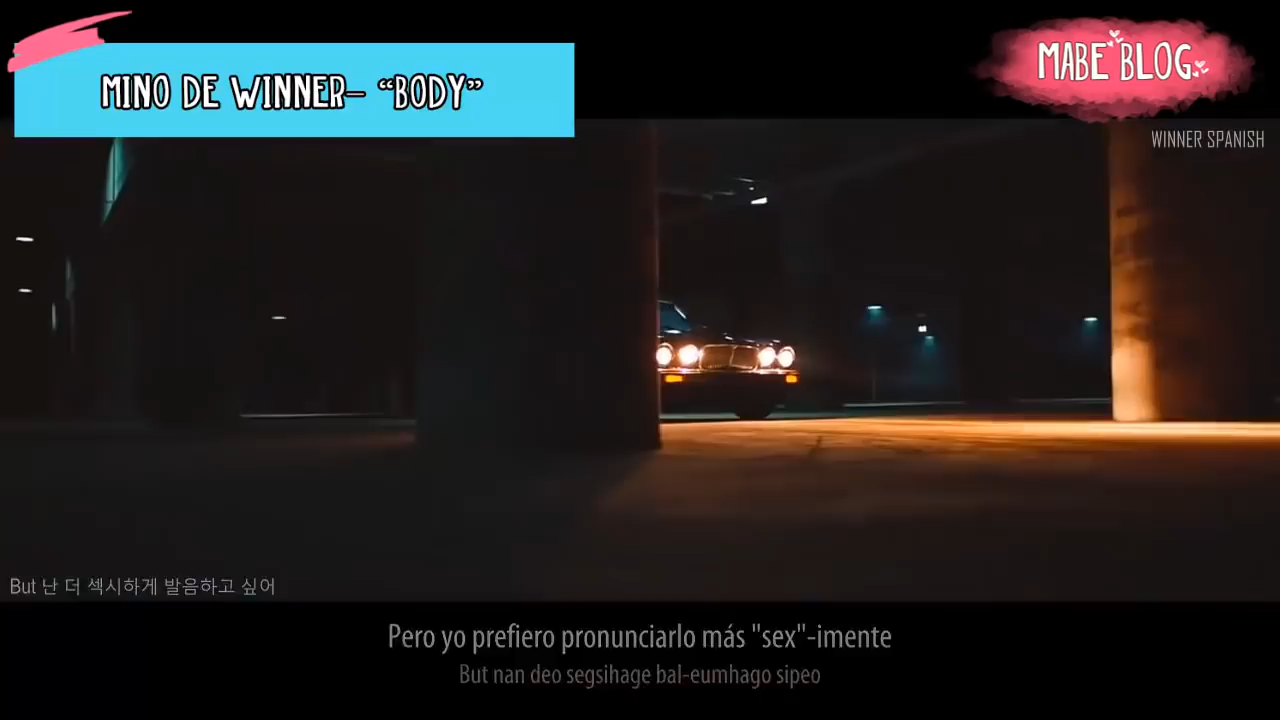 MINO DE WINNER– “BODY”
MABE BLOG
WINNER SPANISH
But 난 더 섹시하게 발음하고 싶어
Pero yo prefiero pronunciarlo más "sex"-imente
But nan deo segsihage bal-eumhago sipeo